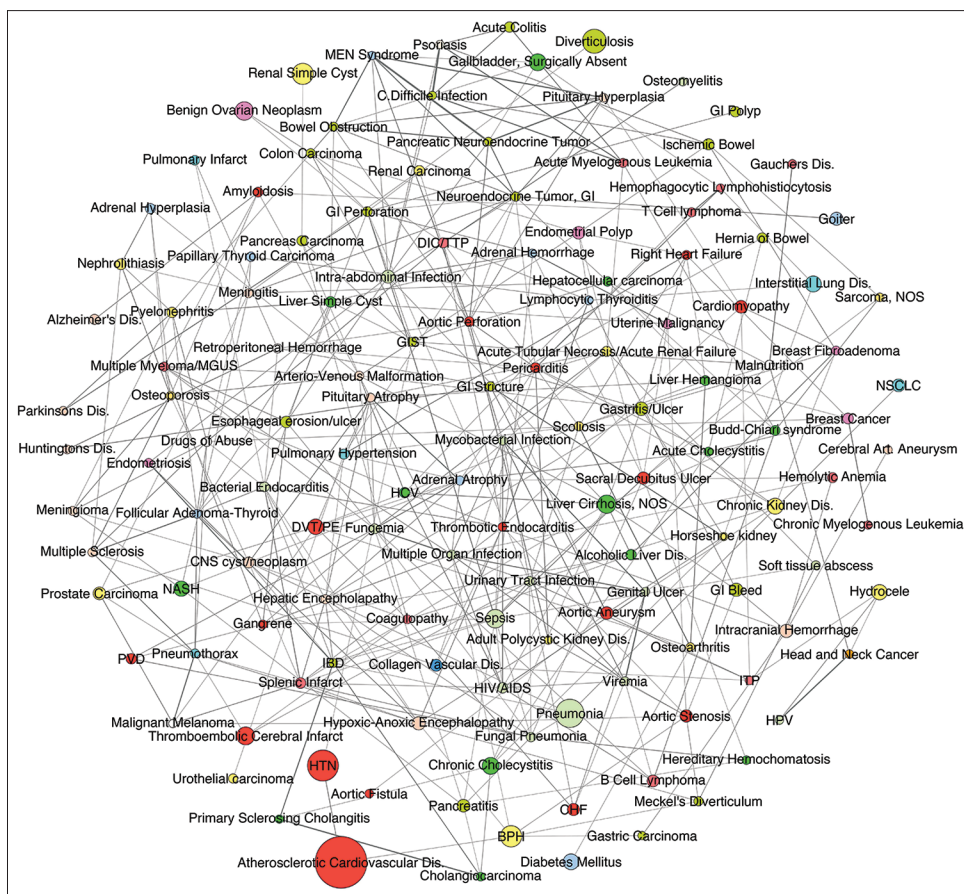 Acute Colitis
Diverticulosis
Psoriasis
MEN Syndrome
Gallbladder, Surgically Absent
Renal Simple Cyst
Osteomyelitis
C.Difficile Infection
Pituitary Hyperplasia
Benign Ovarian Neoplasm
GI Polyp
Bowel Obstruction
Pancreatic Neuroendocrine Tumor
Ischemic Bowel
Colon Carcinoma
Pulmonary Infarct
Acute Myelogenous Leukemia
Gauchers Dis.
Renal Carcinoma
Amyloidosis
Hemophagocytic Lymphohistiocytosis
Neuroendocrine Tumor, GI
Adrenal Hyperplasia
GI Perforation
T Cell lymphoma
Goiter
Endometrial Polyp
Pancreas Carcinoma
DIC/TTP
Hernia of Bowel
Papillary Thyroid Carcinoma
Adrenal Hemorrhage
Right Heart Failure
Nephrolithiasis
Intra-abdominal Infection
Hepatocellular carcinoma
Interstitial Lung Dis.
Meningitis
Liver Simple Cyst
Lymphocytic Thyroiditis
Sarcoma, NOS
Cardiomyopathy
Pyelonephritis
Alzheimer's Dis.
Aortic Perforation
Uterine Malignancy
Retroperitoneal Hemorrhage
GIST
Acute Tubular Necrosis/Acute Renal Failure
Breast Fibroadenoma
Multiple Myeloma/MGUS
Pericarditis
Malnutrition
Arterio-Venous Malformation
Liver Hemangioma
NSCLC
GI Stricture
Osteoporosis
Pituitary Atrophy
Parkinsons Dis.
Gastritis/Ulcer
Esophageal erosion/ulcer
Breast Cancer
Scoliosis
Budd-Chiari syndrome
Drugs of Abuse
Mycobacterial Infection
Huntingtons Dis.
Pulmonary Hypertension
Acute Cholecystitis
Cerebral Art. Aneurysm
Endometriosis
Adrenal Atrophy
Sacral Decubitus Ulcer
Hemolytic Anemia
Bacterial Endocarditis
HCV
Liver Cirrhosis, NOS
Chronic Kidney Dis.
Meningioma
Follicular Adenoma-Thyroid
DVT/PE
Fungemia
Thrombotic Endocarditis
Chronic Myelogenous Leukemia
Horseshoe kidney
Multiple Sclerosis
Multiple Organ Infection
Alcoholic Liver Dis.
CNS cyst/neoplasm
Soft tissue abscess
Urinary Tract Infection
Prostate Carcinoma
NASH
Hepatic Encepholapathy
Genital Ulcer
GI Bleed
Hydrocele
Aortic Aneurysm
Gangrene
Coagulopathy
Sepsis
Intracranial Hemorrhage
Adult Polycystic Kidney Dis.
Osteoarthritis
PVD
Pneumothorax
IBD
Collagen Vascular Dis.
Head and Neck Cancer
Splenic Infarct
HIV/AIDS
Viremia
ITP
Pneumonia
Malignant Melanoma
Hypoxic-Anoxic Encephalopathy
Aortic Stenosis
HPV
Thromboembolic Cerebral Infarct
Fungal Pneumonia
Hereditary Hemochomatosis
HTN
Chronic Cholecystitis
Urothelial carcinoma
B Cell Lymphoma
Aortic Fistula
Pancreatitis
CHF
Meckel's Diverticulum
Primary Sclerosing Cholangitis
BPH
Gastric Carcinoma
Atherosclerotic Cardiovascular Dis.
Diabetes Mellitus
Cholangiocarcinoma